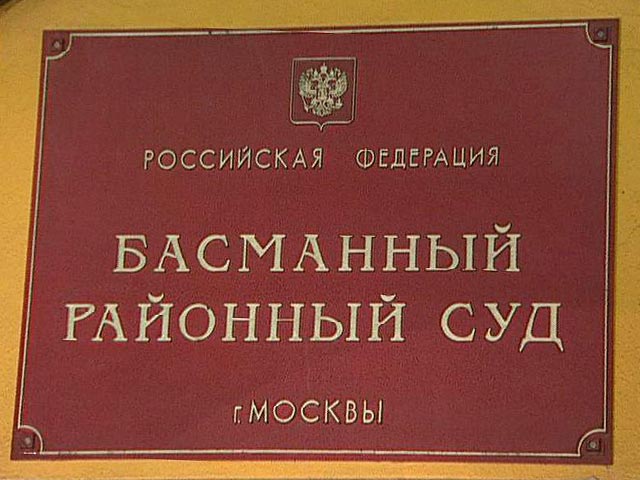 РОССИЙСКАЯ ФЕДЕРАЦИЯ
БАСМАННЫЙ
РАЙОННЫЙ СУД
г. МОСКВЫ